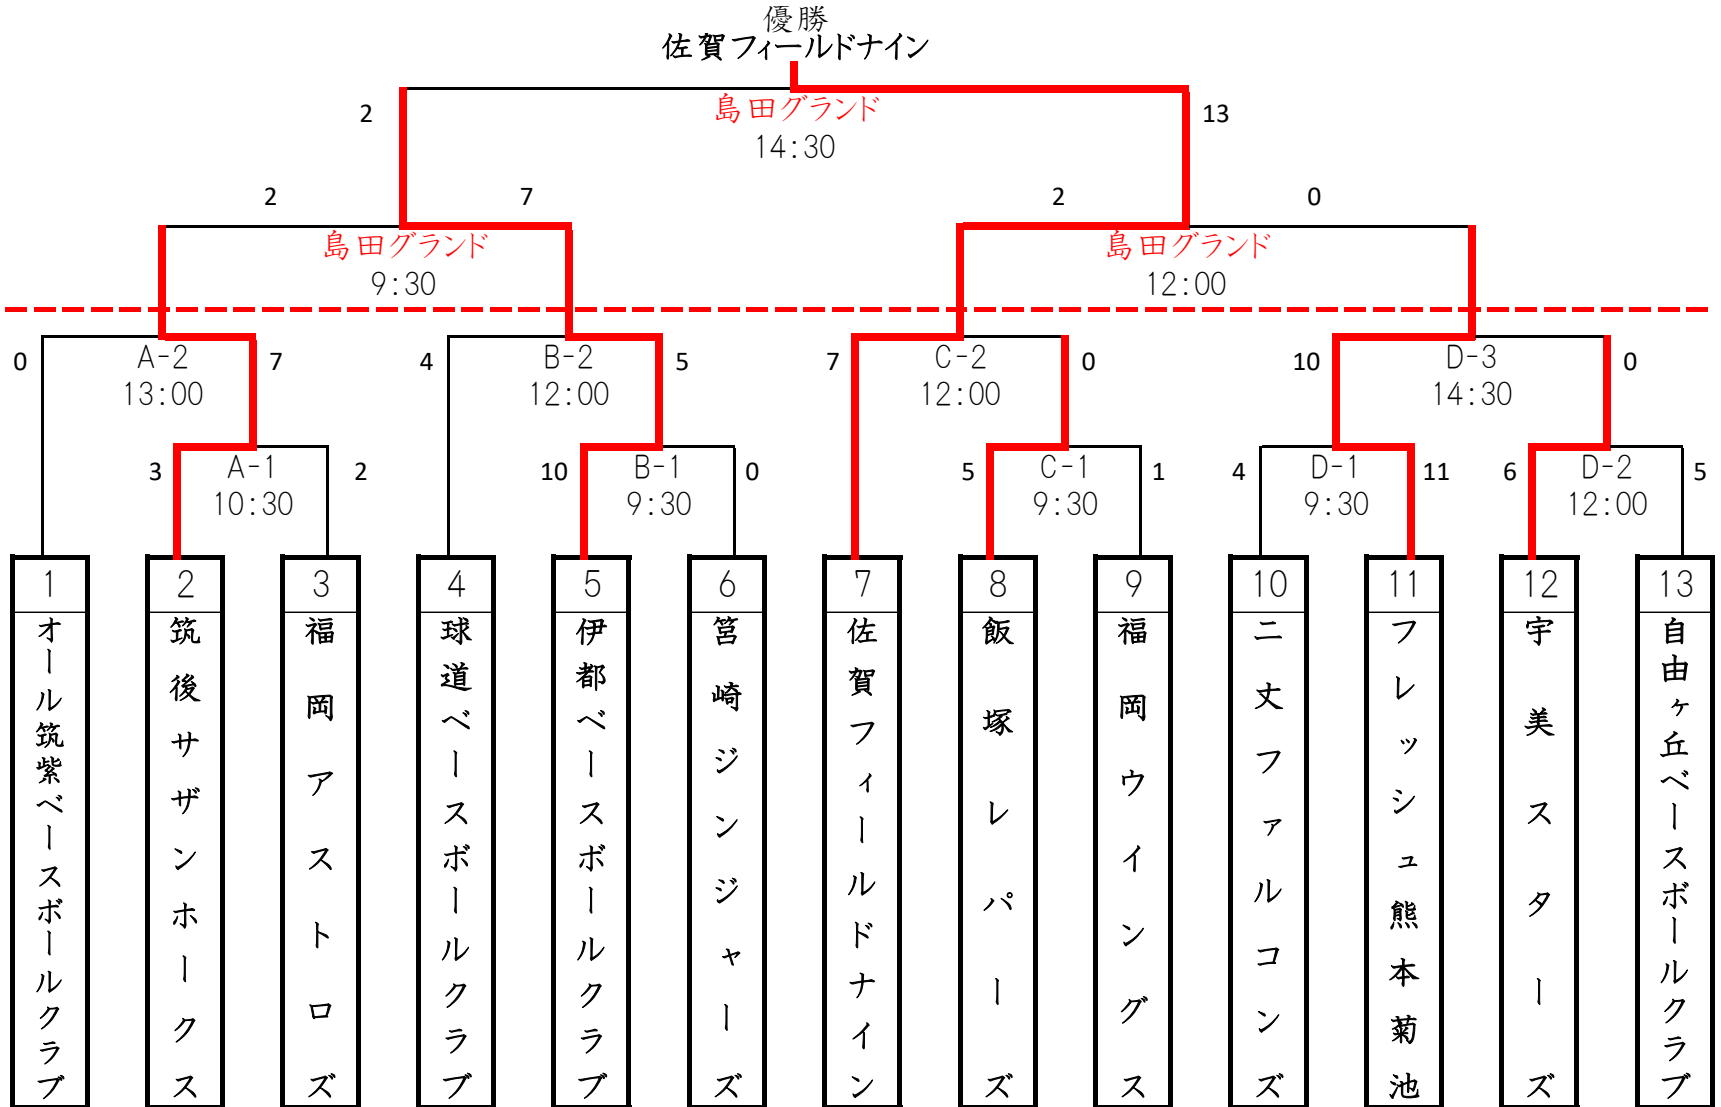 優勝
佐賀フィールドナイン
2
島田グランド
13
14:30
2
7
2
0
島田グランド
島田グランド
9:30
12:00
0
A-2
7
4
B-2
5
7
C-2
0
10
D-3
0
13:00
12:00
12:00
14:30
3
A-1
2
10
B-1
0
5
C-1
1
4
D-1
11
6
D-2
5
10:30
9:30
9:30
9:30
12:00
1
オール筑紫ベースボールクラブ
2
筑後サザンホークス
3
福岡アストロズ
4
球道ベースボールクラブ
5
伊都ベースボールクラブ
6
筥崎ジンジャーズ
7
佐賀フィールドナイン
8
飯塚レパーズ
9
福岡ウイングス
10
二丈ファルコンズ
11
フレッシュ熊本菊池
12
宇美スターズ
13
自由ヶ丘ベースボールクラブ